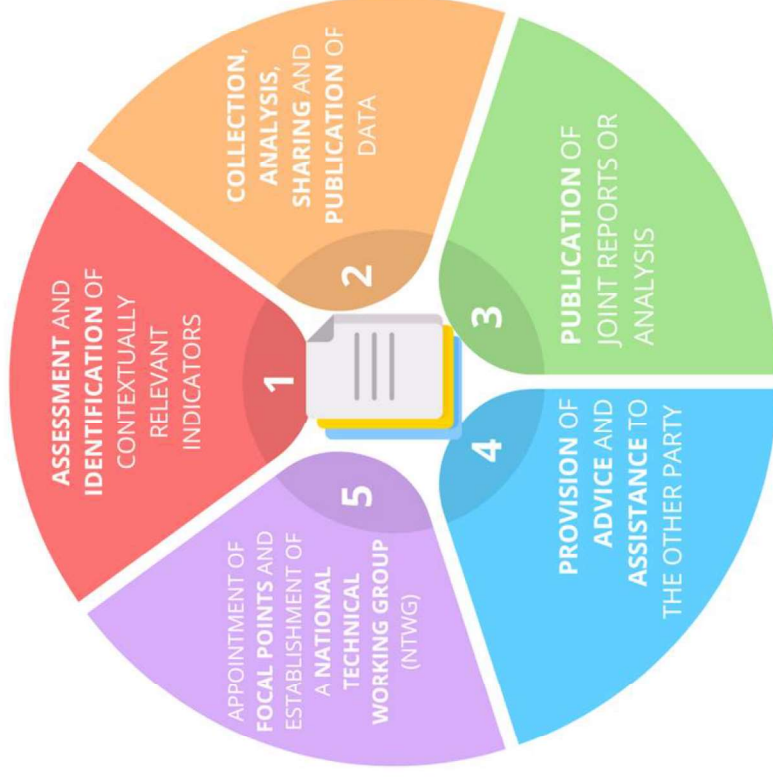 1
ASSESSMENT AND
IDENTIFICATION OF
CONTEXTUALLY
RELEVANT
INDICATORS
2
COLLECTION,
ANALYSIS,
SHARING AND
PUBLICATION OF
DATA
3
PUBLICATION OF
JOINT REPORTS OR
ANALYSIS
4
PROVISION OF
ADVICE AND
ASSISTANCE TO
THE OTHER PARTY
5
APPOINTMENT OF
FOCAL POINTS AND
ESTABLISHMENT OF
A NATIONAL
TECHNICAL
WORKING GROUP
(NTWG)